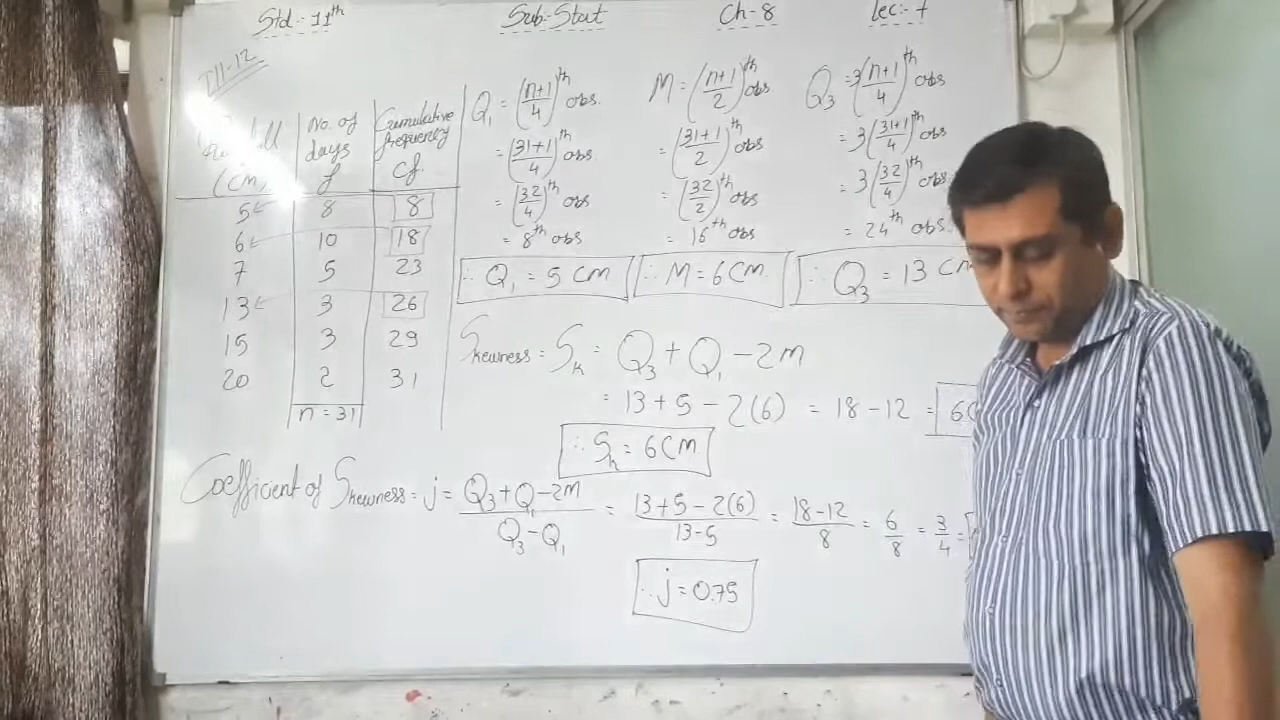 Std:- 11th Sub:- Stat Ch-8 Lec:-
Ill-12
(cm)
No. of days f
Cumulative frequency cf
5 8 8
6 10 18
7 5 23
13 3 26
15 3 29
20 2 31
n = 31
Q1 = (n+1/4)th obs.
= (31+1/4)th obs
= (32/4)th obs
= 8th obs
∴ Q1 = 5 cm
M = (n+1/2)th obs
= (31+1/2)th obs
= (32/2)th obs
= 16th obs
∴ M = 6 cm
Q3 = 3(n+1/4)th obs
= 3(31+1/4)th obs
= 3(32/4)th obs
= 24th obs
∴ Q3 = 13 cm
Skewness = Sk = Q3 + Q1 - 2M
= 13 + 5 - 2(6) = 18 - 12 = 6
∴ Sk = 6 cm
Coefficient of Skewness = j = Q3+Q1-2M/Q3-Q1 = 13+5-2(6)/13-5 = 18-12/8 = 6/8 = 3/4 =
∴ j = 0.75